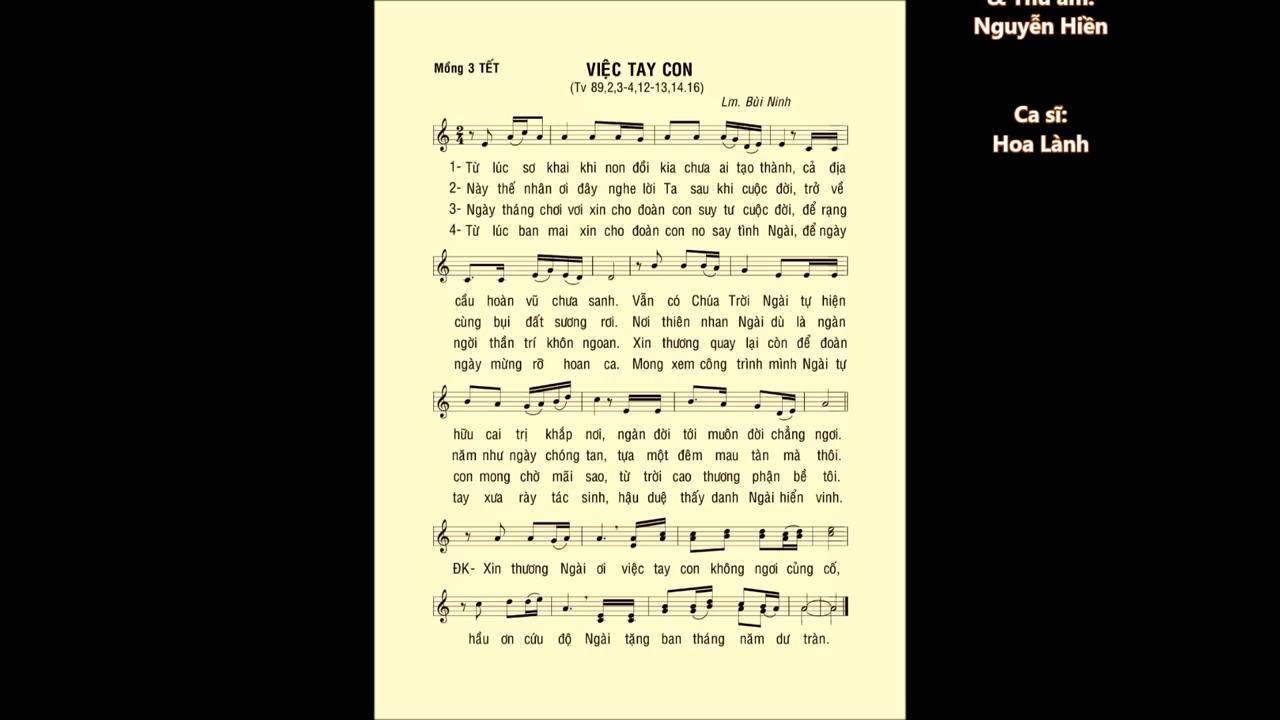 & Thu âm:
Nguyễn Hiền
Ca sĩ:
Hoa Lành
Mồng 3 TẾT
VIỆC TAY CON
(Tv 89,2,3-4,12-13,14.16)
Lm. Bùi Ninh
1- Từ lúc sơ khai khi non đồi kia chưa ai tạo thành, cả địa
2- Này thế nhân ơi đây nghe lời Ta sau khi cuộc đời, trở về
3- Ngày tháng chơi vơi xin cho đoàn con suy tư cuộc đời, để rạng
4- Từ lúc ban mai xin cho đoàn con no say tình Ngài, để ngày
cầu hoàn vũ chưa sanh. Vẫn có Chúa Trời Ngài tự hiện
cùng bụi đất sương rơi. Nơi thiên nhan Ngài dù là ngàn
ngời thần trí khôn ngoan. Xin thương quay lại còn để đoàn
ngày mừng rỡ hoan ca. Mong xem công trình mình Ngài tự
hữu cai trị khắp nơi, ngàn đời tới muôn đời chẳng ngơi.
năm như ngày chóng tan, tựa một đêm mau tàn mà thôi.
con mong chờ mãi sao, từ trời cao thương phận bề tôi.
tay xưa rày tác sinh, hậu duệ thấy danh Ngài hiển vinh.
ĐK- Xin thương Ngài ơi việc tay con không ngơi củng cố,
hầu ơn cứu độ Ngài tặng ban tháng năm dư tràn.